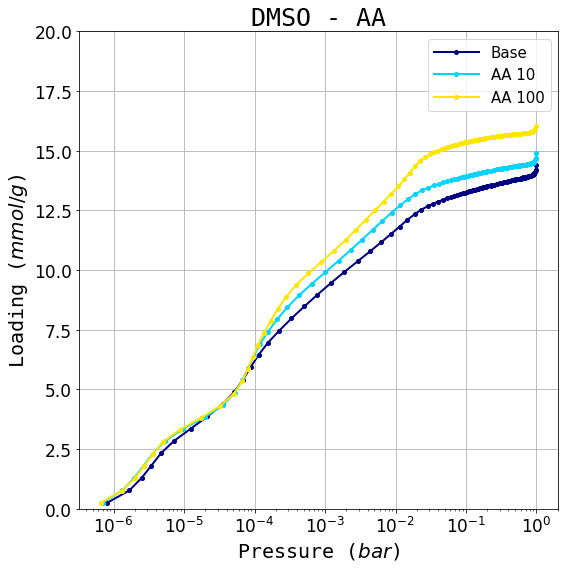 DMSO - AA
Loading (mmol/g)
20.0
17.5
15.0
12.5
10.0
7.5
5.0
2.5
0.0
Base
AA 10
AA 100
10⁻⁶ 10⁻⁵ 10⁻⁴ 10⁻³ 10⁻² 10⁻¹ 10⁰
Pressure (bar)